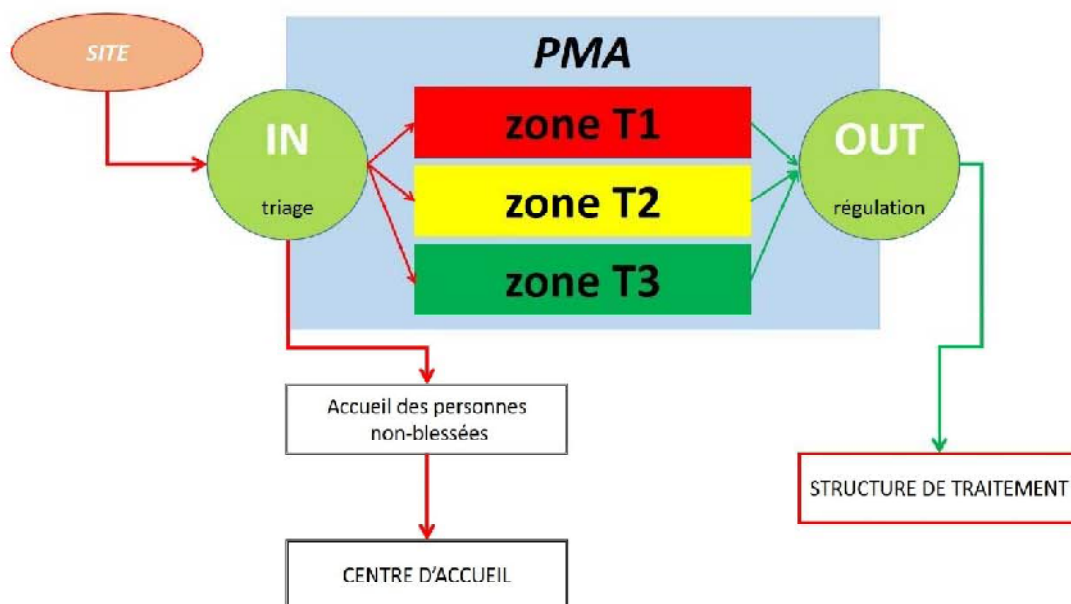 SITE
PMA
IN
triage
zone T1
zone T2
zone T3
OUT
régulation
Accueil des personnes
non-blessées
CENTRE D'ACCUEIL
STRUCTURE DE TRAITEMENT